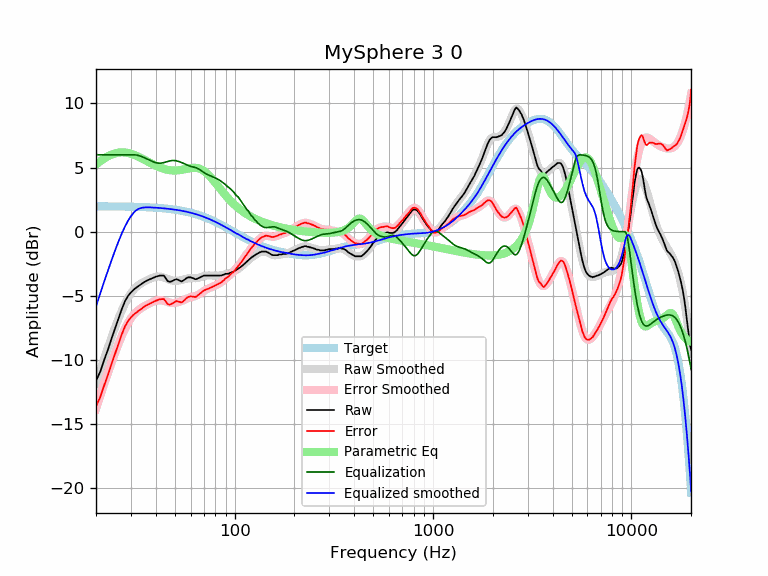 MySphere 3 0
Amplitude (dBr)
10
5
0
−5
−10
−15
−20
Target
Raw Smoothed
Error Smoothed
Raw
Error
Parametric Eq
Equalization
Equalized smoothed
100
1000
10000
Frequency (Hz)